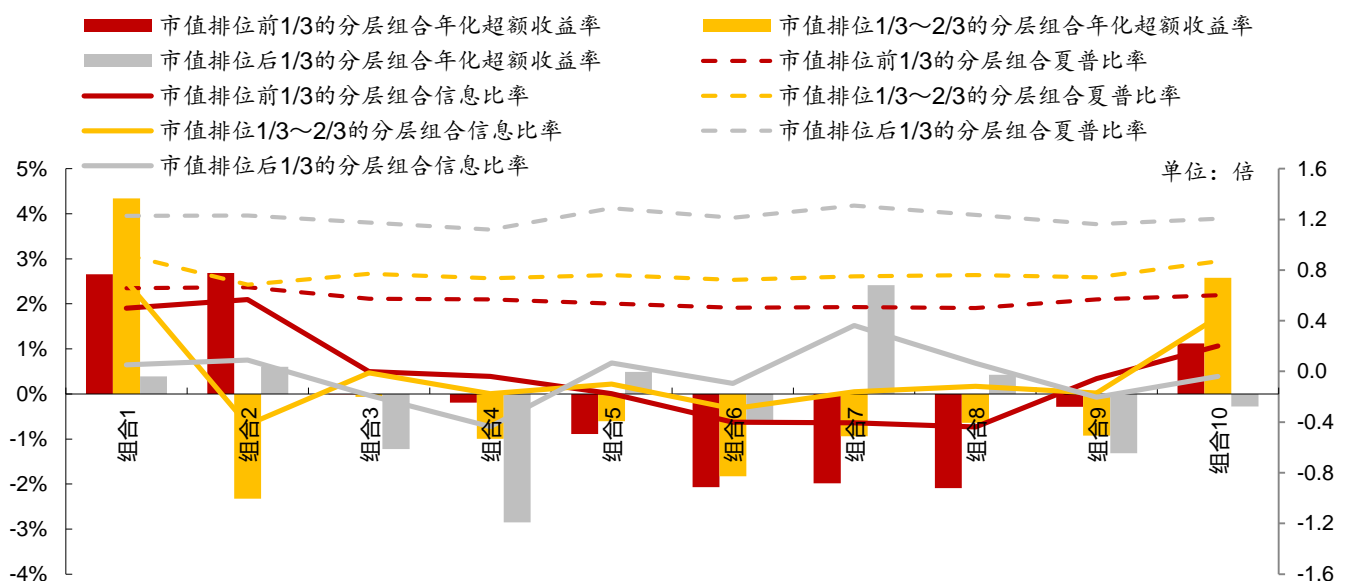 市值排位前1/3的分层组合年化超额收益率
市值排位1/3～2/3的分层组合年化超额收益率
市值排位后1/3的分层组合年化超额收益率
市值排位前1/3的分层组合夏普比率
市值排位前1/3的分层组合信息比率
市值排位1/3～2/3的分层组合夏普比率
市值排位1/3～2/3的分层组合信息比率
市值排位后1/3的分层组合夏普比率
市值排位后1/3的分层组合信息比率
单位：倍
5%
4%
3%
2%
1%
0%
-1%
-2%
-3%
-4%
1.6
1.2
0.8
0.4
0.0
-0.4
-0.8
-1.2
-1.6
组合1
组合2
组合3
组合4
组合5
组合6
组合7
组合8
组合9
组合10